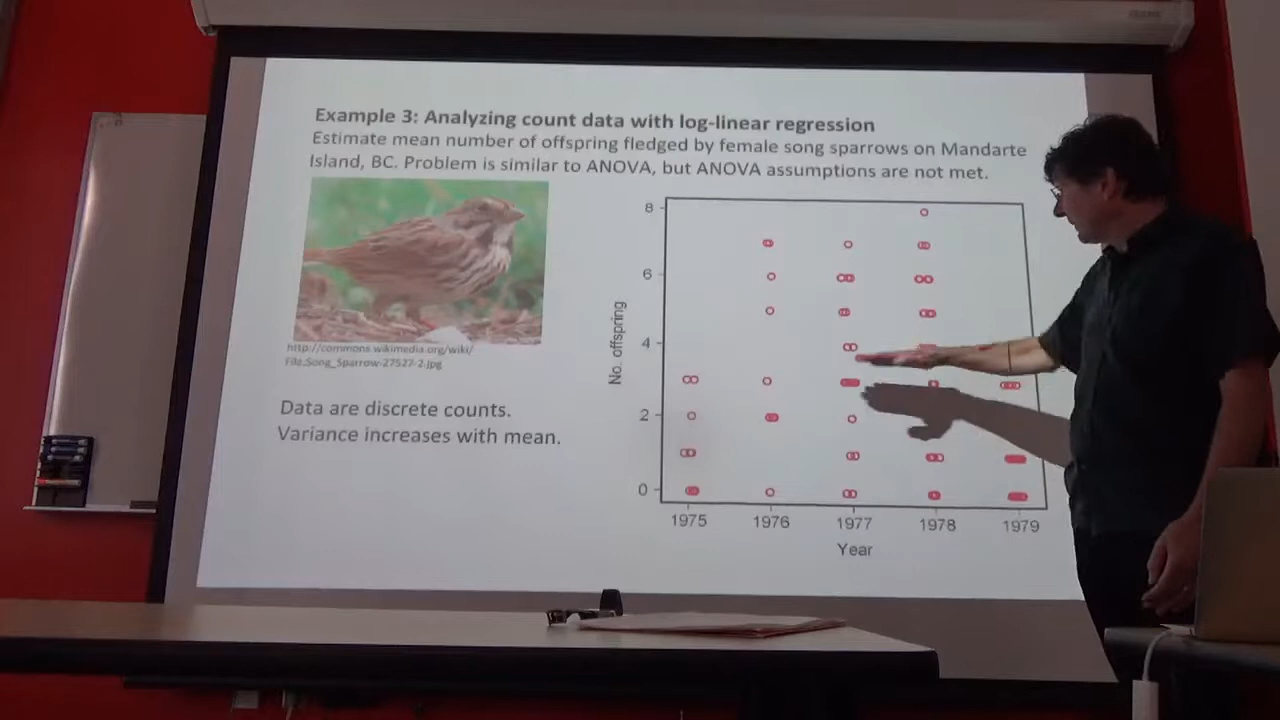 Example 3: Analyzing count data with log-linear regression
Estimate mean number of offspring fledged by female song sparrows on Mandarte
Island, BC. Problem is similar to ANOVA, but ANOVA assumptions are not met.
http://commons.wikimedia.org/wiki/
File:Song_Sparrow-27527-2.jpg
Data are discrete counts.
Variance increases with mean.
No. offspring
8
6
4
2
0
1975 1976 1977 1978 1979
Year